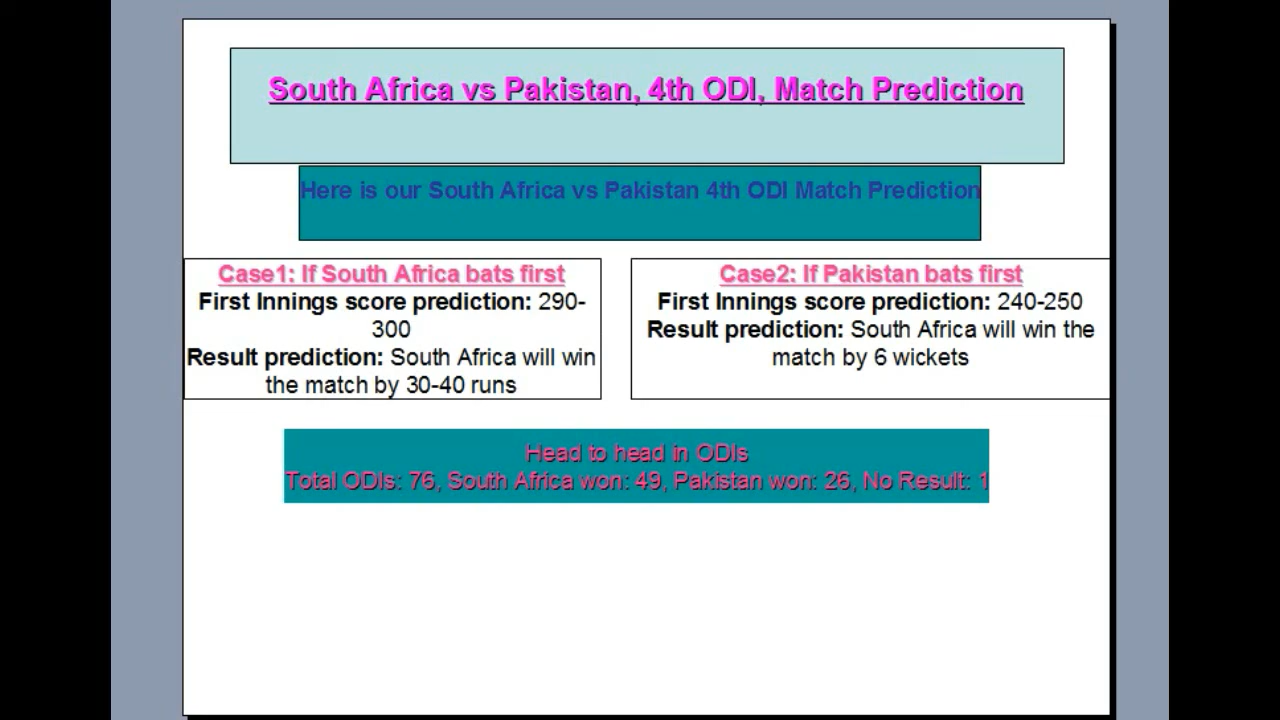 South Africa vs Pakistan, 4th ODI, Match Prediction
Here is our South Africa vs Pakistan 4th ODI Match Prediction
Case1: If South Africa bats first
First Innings score prediction: 290-
300
Result prediction: South Africa will win
the match by 30-40 runs
Case2: If Pakistan bats first
First Innings score prediction: 240-250
Result prediction: South Africa will win the
match by 6 wickets
Head to head in ODIs
Total ODIs: 76, South Africa won: 49, Pakistan won: 26, No Result: 1